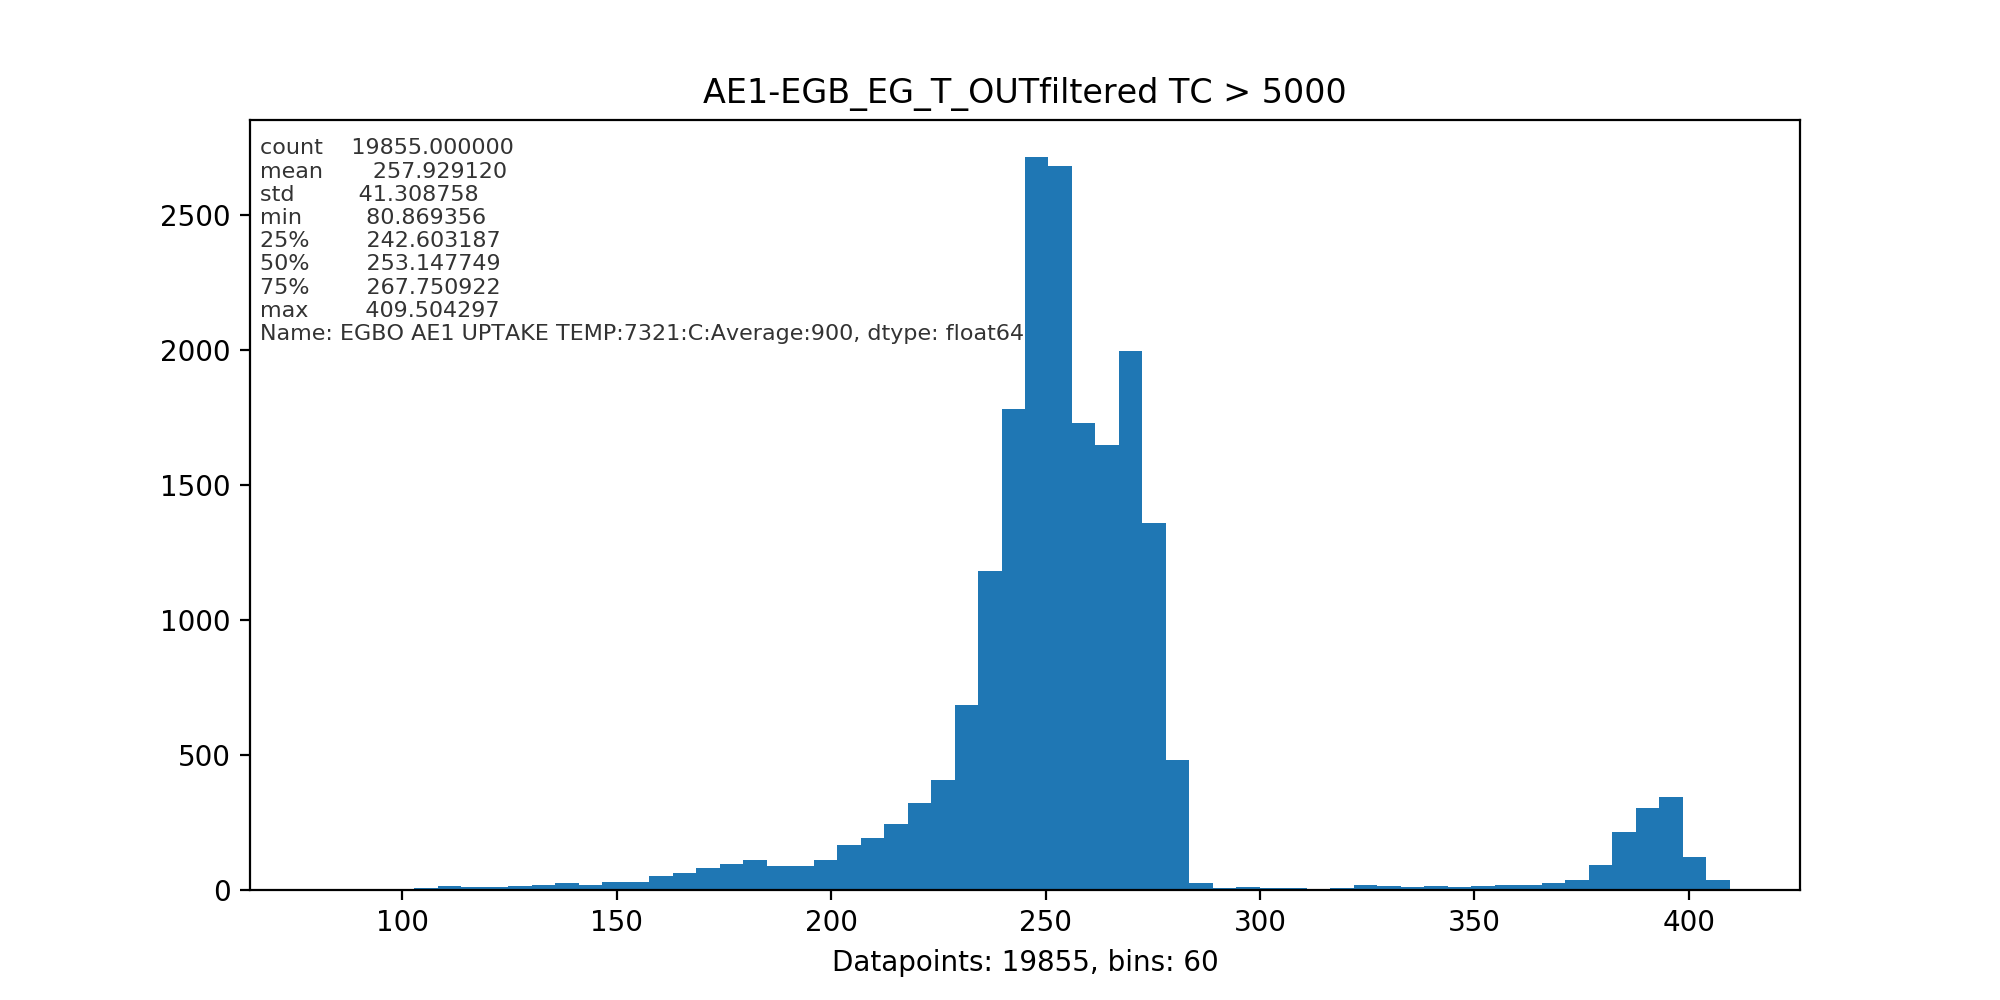 AE1-EGB_EG_T_OUTfiltered TC > 5000
count 19855.000000
mean 257.929120
std 41.308758
min 80.869356
25% 242.603187
50% 253.147749
75% 267.750922
max 409.504297
Name: EGBO AE1 UPTAKE TEMP:7321:C:Average:900, dtype: float64
2500
2000
1500
1000
500
0
100 150 200 250 300 350 400
Datapoints: 19855, bins: 60